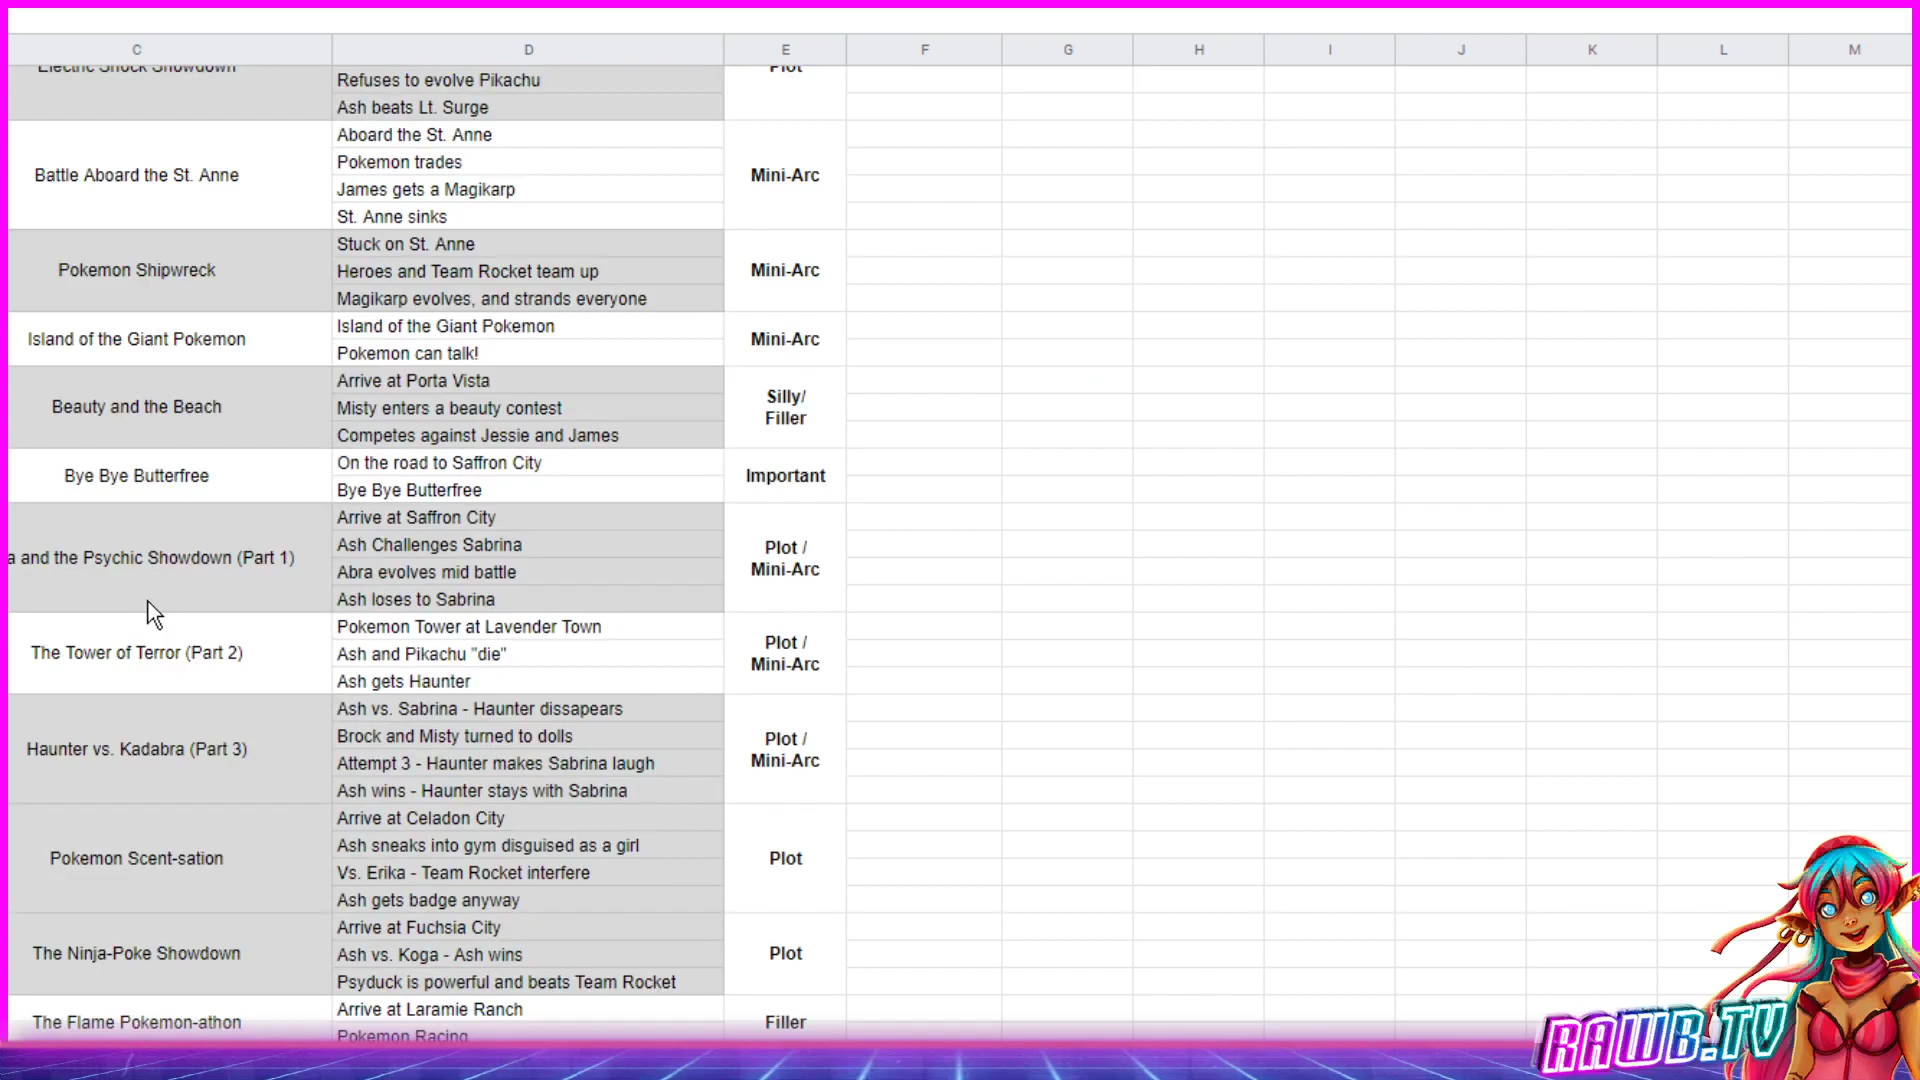 C D E F G H I J K L M
Electric Shock Showdown Plot
Refuses to evolve Pikachu
Ash beats Lt. Surge
Battle Aboard the St. Anne
Aboard the St. Anne
Pokemon trades
James gets a Magikarp
St. Anne sinks
Mini-Arc
Pokemon Shipwreck
Stuck on St. Anne
Heroes and Team Rocket team up
Magikarp evolves, and strands everyone
Mini-Arc
Island of the Giant Pokemon
Island of the Giant Pokemon
Pokemon can talk!
Mini-Arc
Beauty and the Beach
Arrive at Porta Vista
Misty enters a beauty contest
Competes against Jessie and James
Silly/
Filler
Bye Bye Butterfree
On the road to Saffron City
Bye Bye Butterfree
Important
a and the Psychic Showdown (Part 1)
Arrive at Saffron City
Ash Challenges Sabrina
Abra evolves mid battle
Ash loses to Sabrina
Plot /
Mini-Arc
The Tower of Terror (Part 2)
Pokemon Tower at Lavender Town
Ash and Pikachu "die"
Ash gets Haunter
Plot /
Mini-Arc
Haunter vs. Kadabra (Part 3)
Ash vs. Sabrina - Haunter dissapears
Brock and Misty turned to dolls
Attempt 3 - Haunter makes Sabrina laugh
Ash wins - Haunter stays with Sabrina
Plot /
Mini-Arc
Pokemon Scent-sation
Arrive at Celadon City
Ash sneaks into gym disguised as a girl
Vs. Erika - Team Rocket interfere
Ash gets badge anyway
Plot
The Ninja-Poke Showdown
Arrive at Fuchsia City
Ash vs. Koga - Ash wins
Psyduck is powerful and beats Team Rocket
Plot
The Flame Pokemon-athon
Arrive at Laramie Ranch
Pokemon Racing
Filler
RAWB.TV